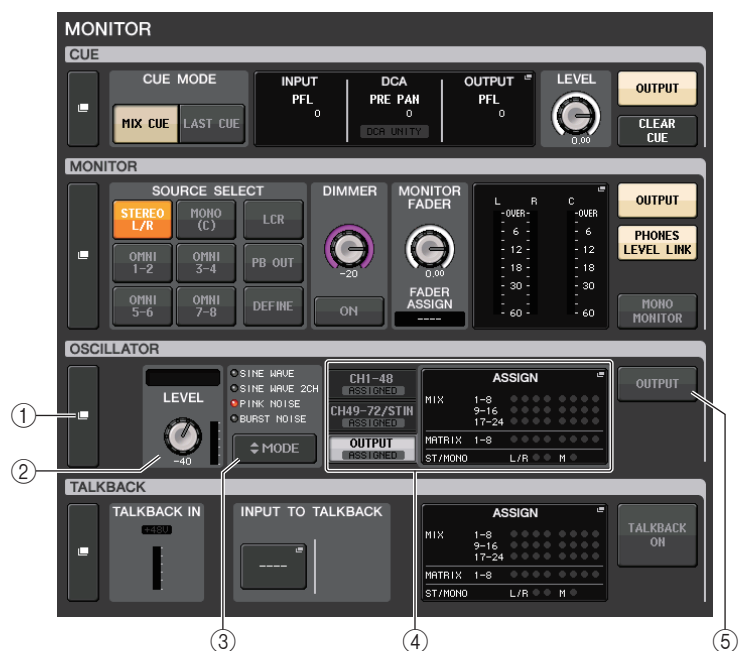 MONITOR
CUE
CUE MODE
MIX CUE
LAST CUE
INPUT
PFL
0
DCA
PRE PAN
0
DCA UNITY
OUTPUT
PFL
0
LEVEL
0.00
OUTPUT
CLEAR
CUE
MONITOR
SOURCE SELECT
STEREO
L/R
MONO
(C)
LCR
OMNI
1-2
OMNI
3-4
PB OUT
OMNI
5-6
OMNI
7-8
DEFINE
DIMMER
-20
ON
MONITOR
FADER
0.00
FADER
ASSIGN
----
L R C
-OVER- -OVER-
- 6 - 6
- 12 - 12
- 18 - 18
- 30 - 30
- 60 - 60
OUTPUT
PHONES
LEVEL LINK
MONO
MONITOR
OSCILLATOR
LEVEL
-40
SINE WAVE
SINE WAVE 2CH
PINK NOISE
BURST NOISE
MODE
CH1-48
ASSIGNED
CH49-72/STIN
ASSIGNED
OUTPUT
ASSIGNED
ASSIGN
MIX 1-8
9-16
17-24
MATRIX 1-8
ST/MONO L/R M
OUTPUT
TALKBACK
TALKBACK IN
+48V
INPUT TO TALKBACK
----
ASSIGN
MIX 1-8
9-16
17-24
MATRIX 1-8
ST/MONO L/R M
TALKBACK
ON
①
②
③
④
⑤